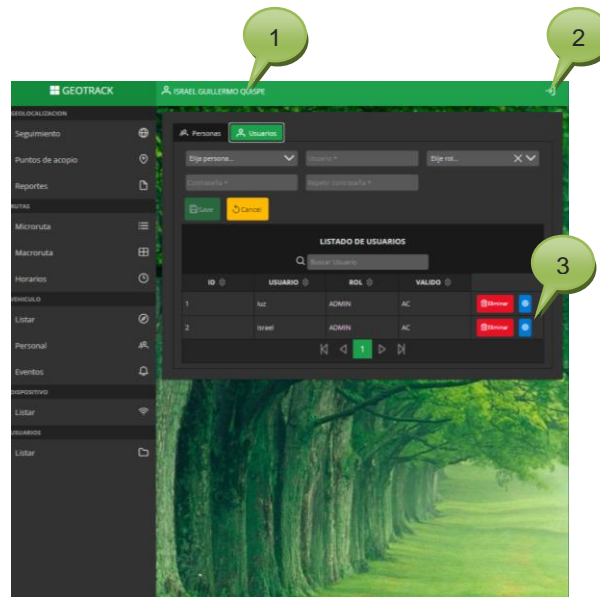 1
2
GEOTRACK
ISRAEL GUILLERMO QUISPE
GEOLOCALIZACION
Seguimiento
Puntos de acopio
Reportes
RUTAS
Microruta
Macroruta
Horarios
VEHICULO
Listar
Personal
Eventos
DISPOSITIVO
Listar
USUARIOS
Listar
Personas
Usuarios
Elija persona...
Usuario *
Elije rol...
Contraseña *
Repetir contraseña *
Save
Cancel
LISTADO DE USUARIOS
Buscar Usuario
3
ID USUARIO ROL VALIDO
1 luz ADMIN AC Eliminar
2 Israel ADMIN AC Eliminar
1